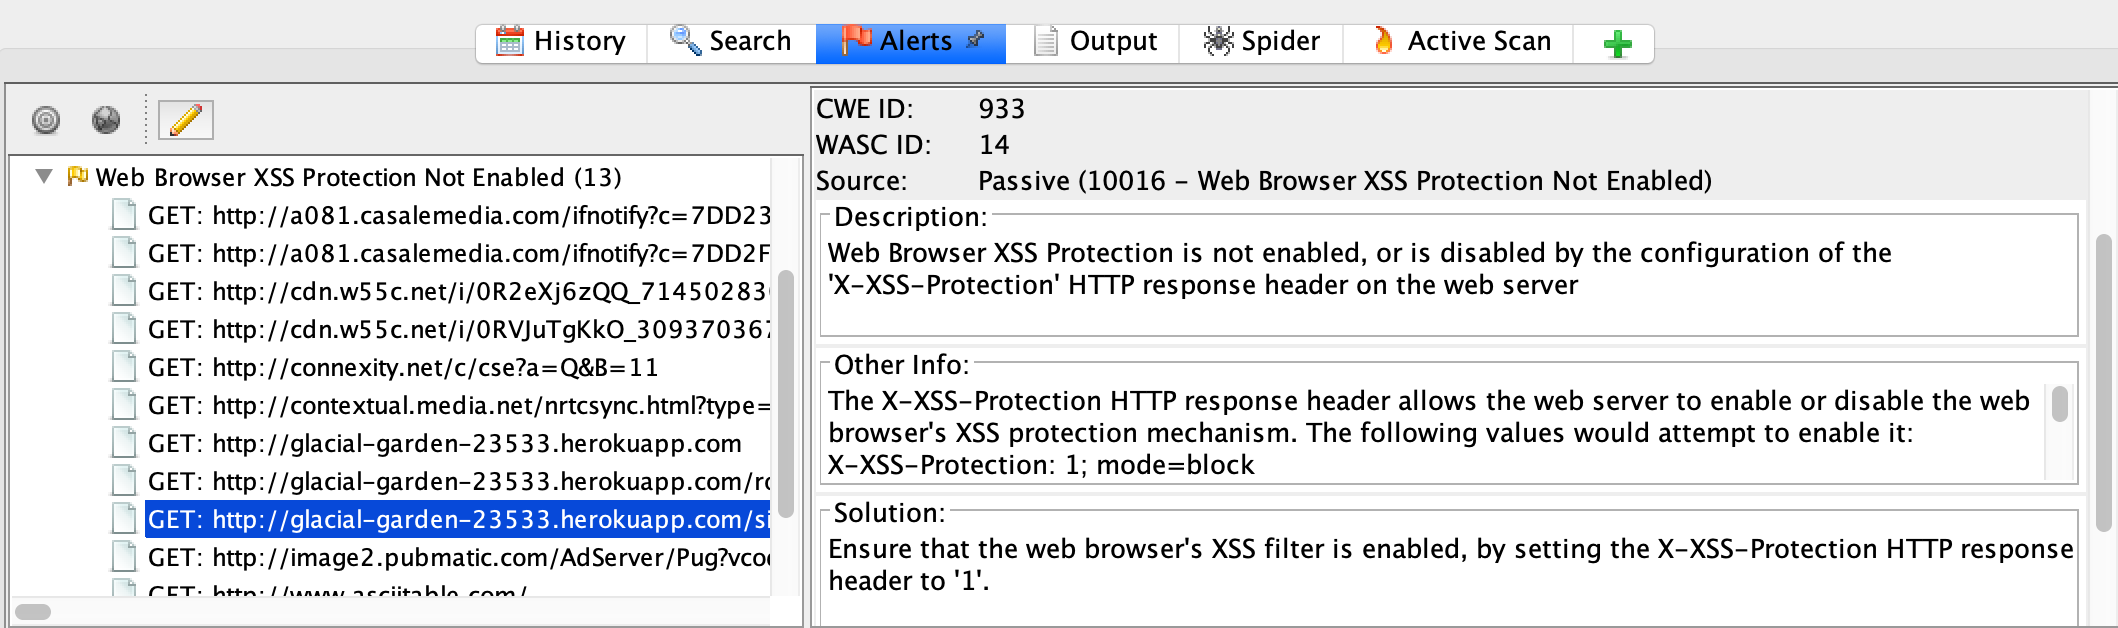 History Search Alerts Output Spider Active Scan
Web Browser XSS Protection Not Enabled (13)
GET: http://a081.casalemedia.com/ifnotify?c=7DD23
GET: http://a081.casalemedia.com/ifnotify?c=7DD2F
GET: http://cdn.w55c.net/i/0R2eXj6zQQ_714502830
GET: http://cdn.w55c.net/i/0RVJuTgKkO_309370367
GET: http://connexity.net/c/cse?a=Q&B=11
GET: http://contextual.media.net/nrtcsync.html?type=
GET: http://glacial-garden-23533.herokuapp.com
GET: http://glacial-garden-23533.herokuapp.com/ro
GET: http://glacial-garden-23533.herokuapp.com/si
GET: http://image2.pubmatic.com/AdServer/Pug?vcod
GET: http://www.asciitable.com/
CWE ID: 933
WASC ID: 14
Source: Passive (10016 - Web Browser XSS Protection Not Enabled)
Description:
Web Browser XSS Protection is not enabled, or is disabled by the configuration of the
'X-XSS-Protection' HTTP response header on the web server
Other Info:
The X-XSS-Protection HTTP response header allows the web server to enable or disable the web
browser's XSS protection mechanism. The following values would attempt to enable it:
X-XSS-Protection: 1; mode=block
Solution:
Ensure that the web browser's XSS filter is enabled, by setting the X-XSS-Protection HTTP response
header to '1'.